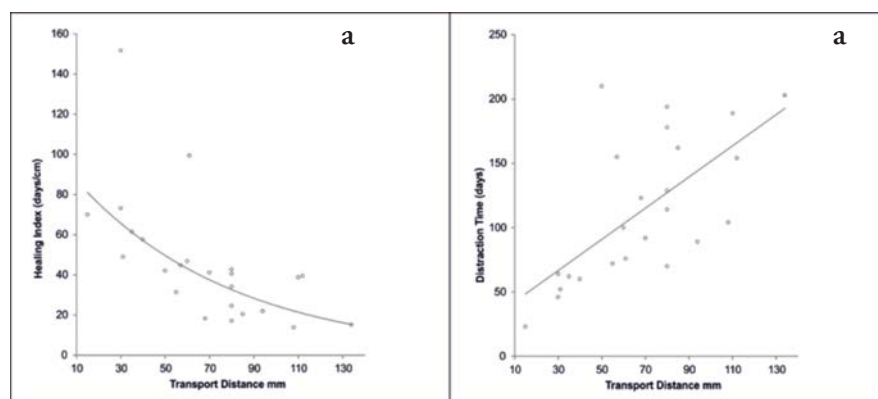 a
160
140
120
100
80
60
40
20
0
Healing Index (days/cm)
10 30 50 70 90 110 130
Transport Distance mm
a
250
200
150
100
50
0
Distraction Time (days)
10 30 50 70 90 110 130
Transport Distance mm